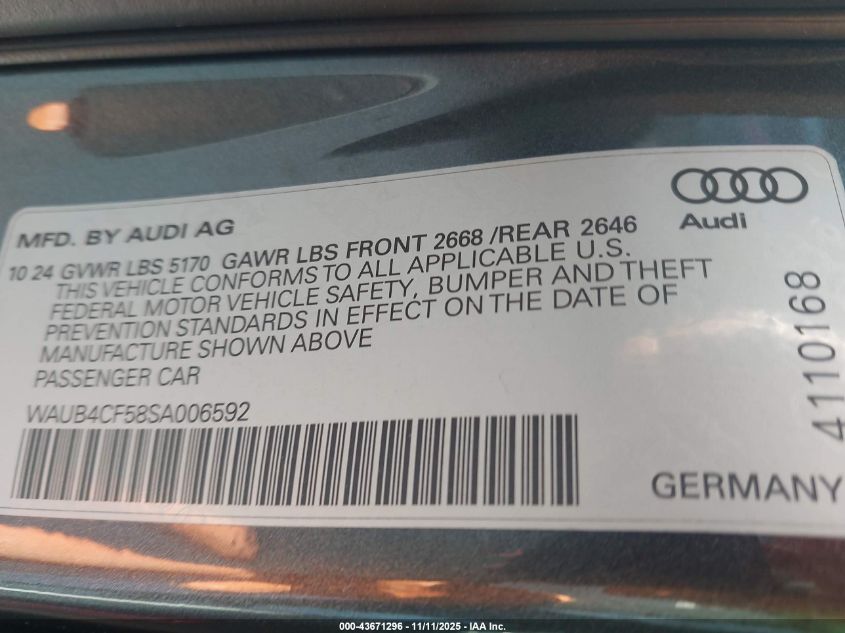 MFD. BY AUDI AG
10 24 GVWR LBS 5170 GAWR LBS FRONT 2668 /REAR 2646
THIS VEHICLE CONFORMS TO ALL APPLICABLE U.S.
FEDERAL MOTOR VEHICLE SAFETY, BUMPER AND THEFT
PREVENTION STANDARDS IN EFFECT ON THE DATE OF
MANUFACTURE SHOWN ABOVE
PASSENGER CAR
WAUB4CF58SA006592
Audi
4110168
GERMANY
000-43671296 - 11/11/2025 - IAA Inc.